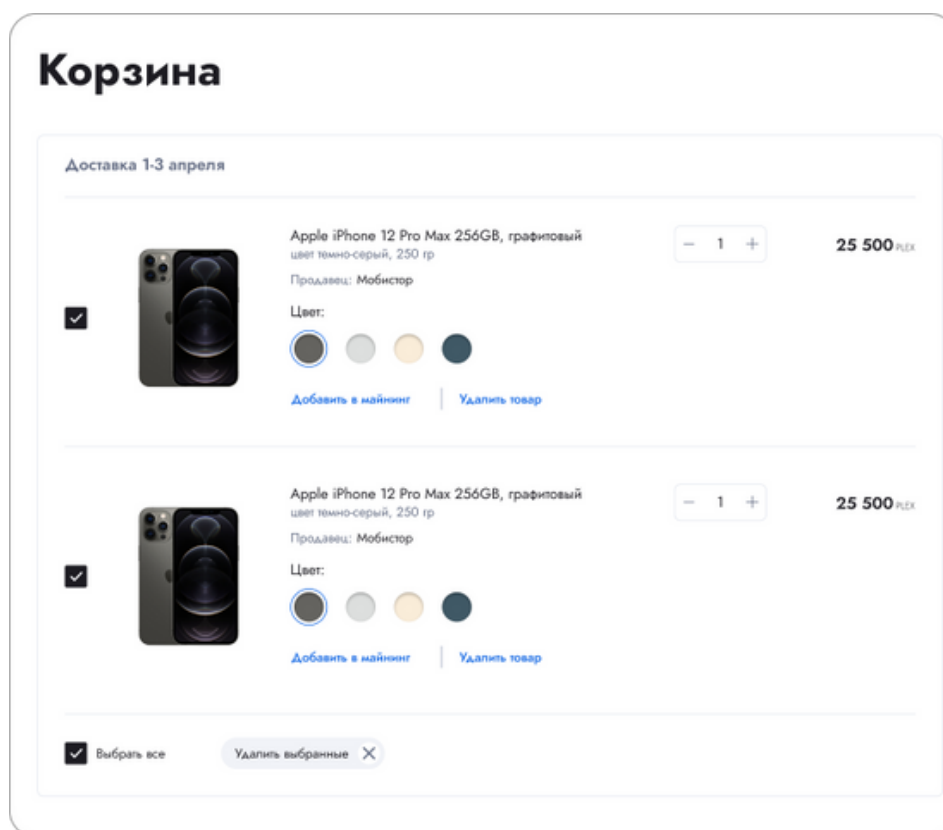 Корзина
Доставка 1-3 апреля
Apple iPhone 12 Pro Max 256GB, графитовый
цвет темно-серый, 250 гр
Продавец: Мобистор
Цвет:
Добавить в майнинг
Удалить товар
1
25 500 PLEX
Apple iPhone 12 Pro Max 256GB, графитовый
цвет темно-серый, 250 гр
Продавец: Мобистор
Цвет:
Добавить в майнинг
Удалить товар
1
25 500 PLEX
Выбрать все
Удалить выбранные